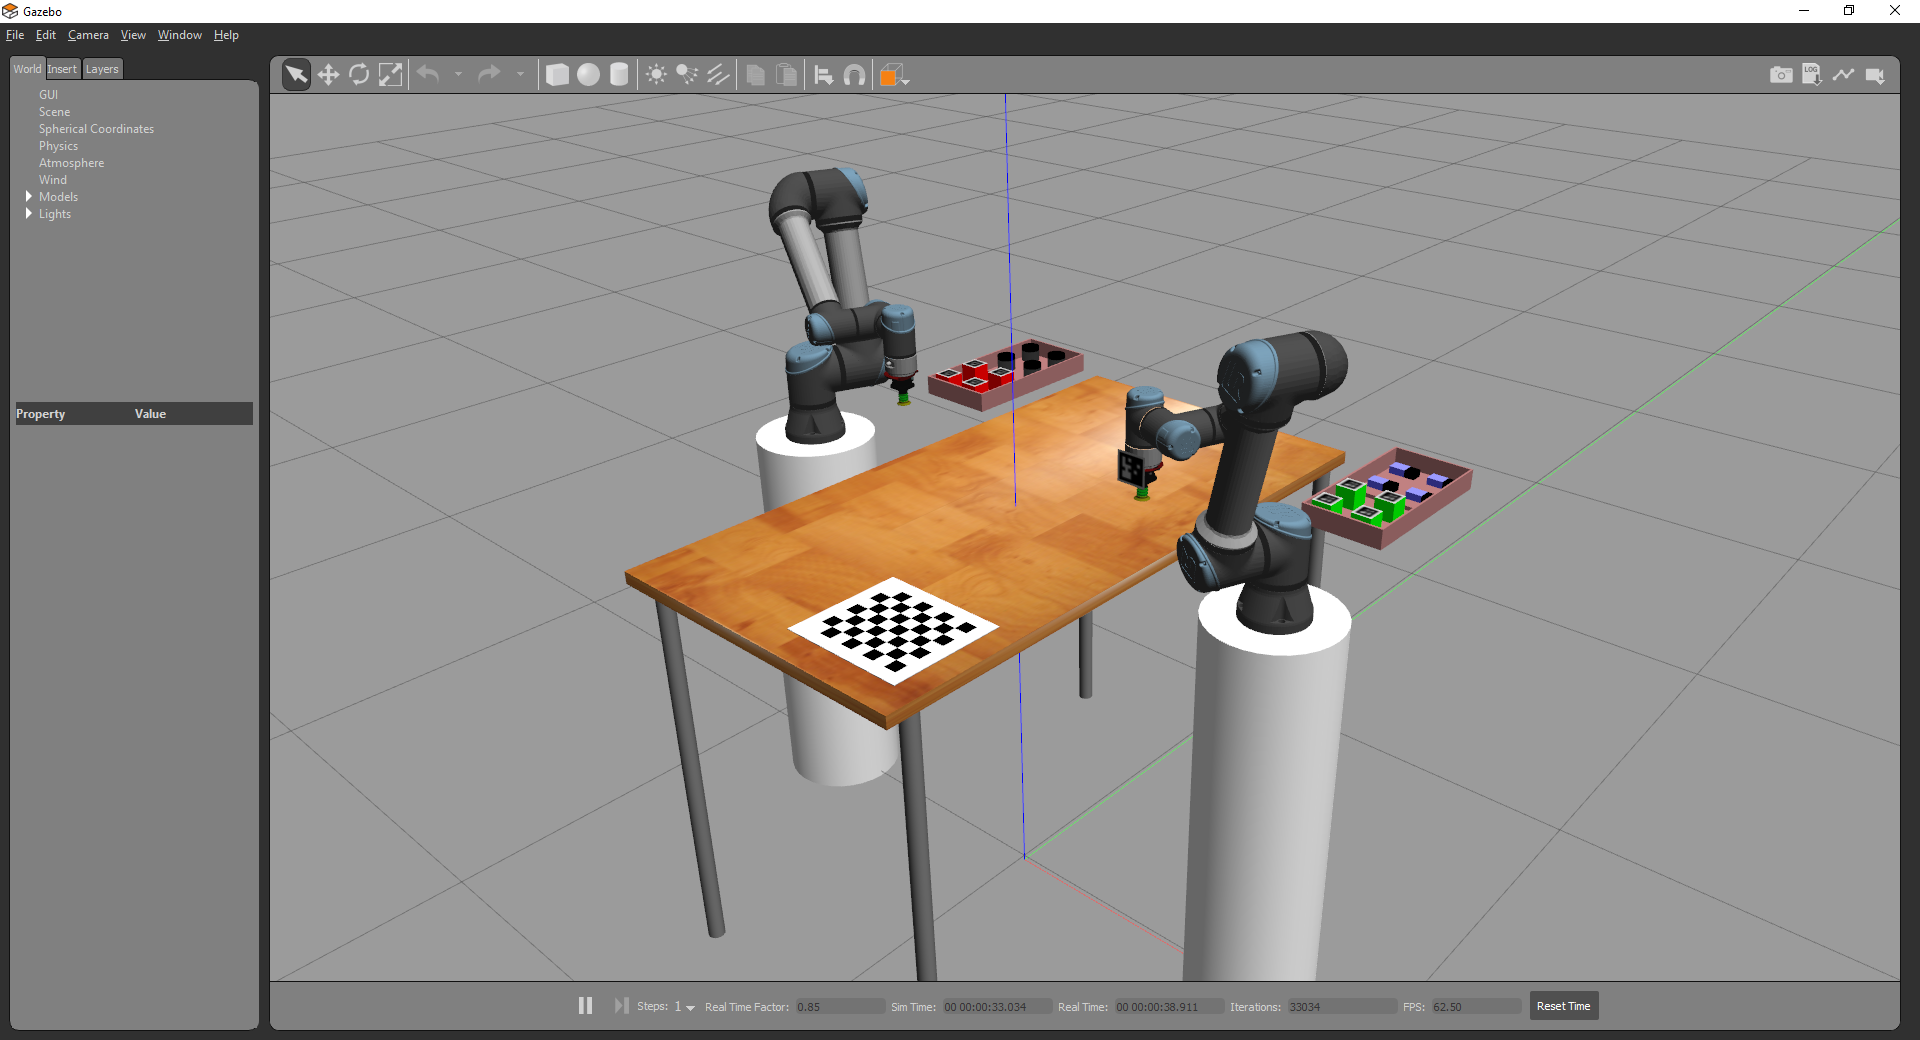 Gazebo
File Edit Camera View Window Help
World Insert Layers
GUI
Scene
Spherical Coordinates
Physics
Atmosphere
Wind
Models
Lights
Property Value
LOG
Steps: 1 Real Time Factor: 0.85 Sim Time: 00 00:00:33.034 Real Time: 00 00:00:38.911 Iterations: 33034 FPS: 62.50 Reset Time